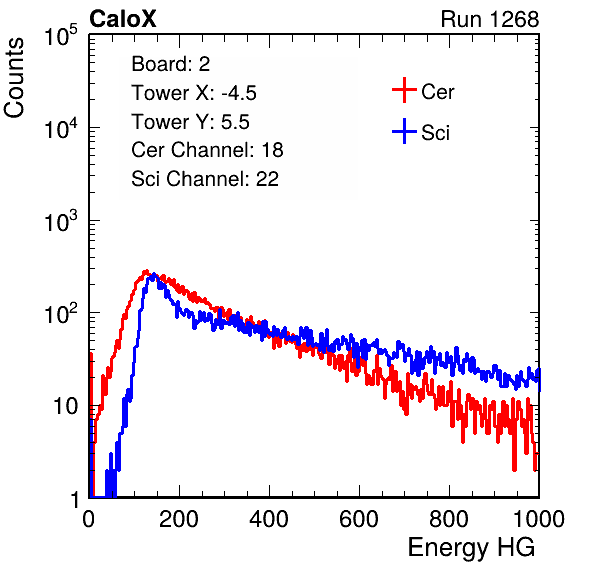 CaloX Run 1268
Counts
10^5
10^4
10^3
10^2
10
1
Board: 2
Tower X: -4.5
Tower Y: 5.5
Cer Channel: 18
Sci Channel: 22
Cer
Sci
0 200 400 600 800 1000
Energy HG